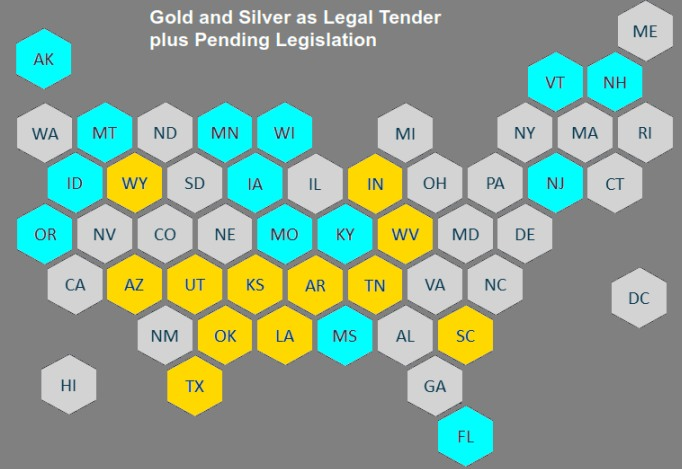 Gold and Silver as Legal Tender
plus Pending Legislation
ME
AK
VT NH
WA MT ND MN WI MI NY MA RI
ID WY SD IA IL IN OH PA NJ CT
OR NV CO NE MO KY WV MD DE
CA AZ UT KS AR TN VA NC
DC
NM OK LA MS AL SC
HI TX GA
FL